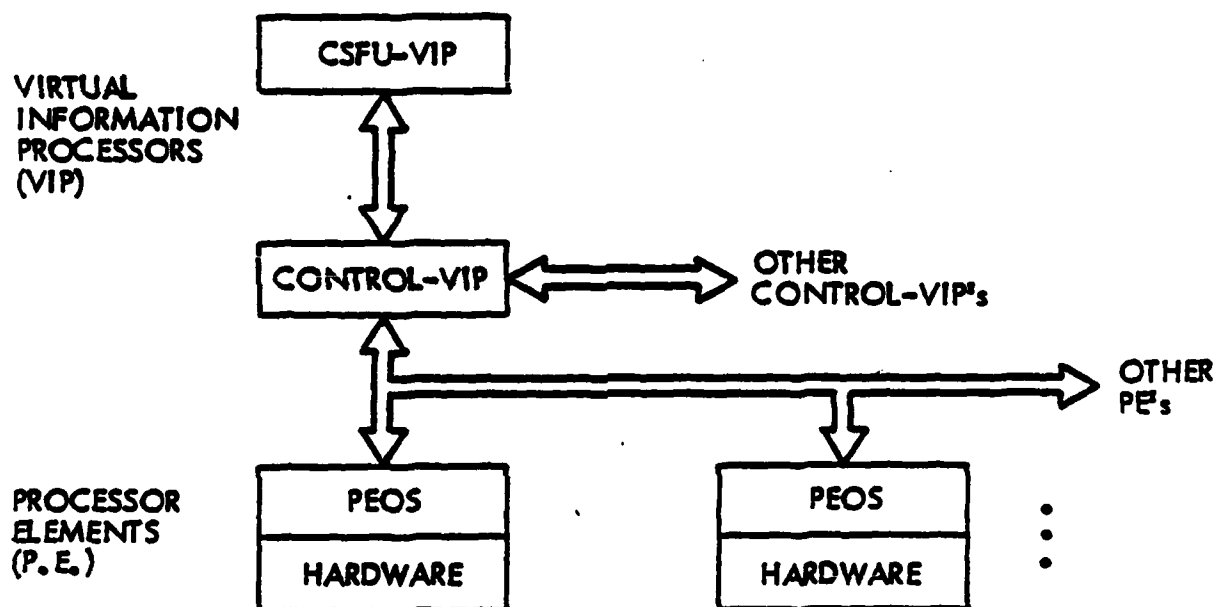 CSFU-VIP
VIRTUAL
INFORMATION
PROCESSORS
(VIP)
CONTROL-VIP
OTHER
CONTROL-VIP's
OTHER
PE's
PROCESSOR
ELEMENTS
(P.E.)
PEOS
HARDWARE
PEOS
HARDWARE